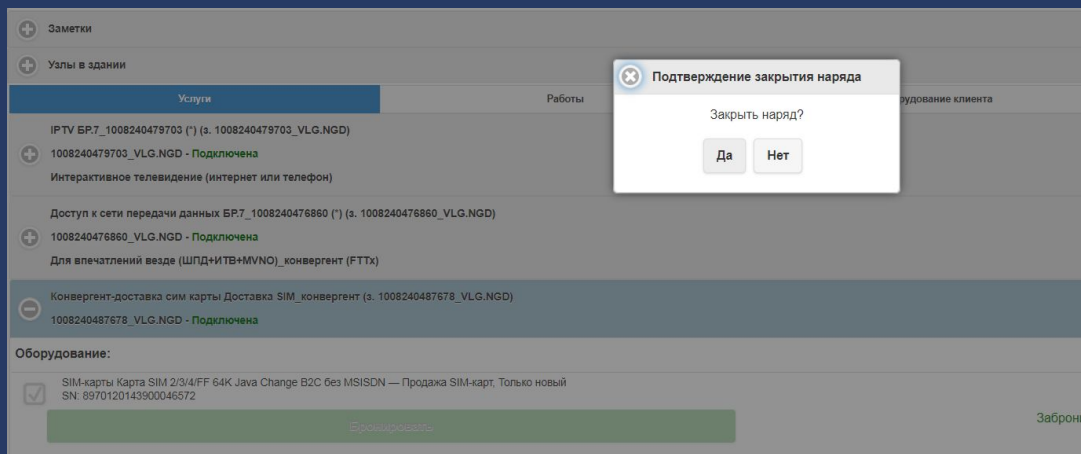 Заметки
Узлы в здании
Подтверждение закрытия наряда
Закрыть наряд?
Да
Нет
Услуги
Работы
рудование клиента
IPTV БР.7_1008240479703 (*) (з. 1008240479703_VLG.NGD)
1008240479703_VLG.NGD - Подключена
Интерактивное телевидение (интернет или телефон)
Доступ к сети передачи данных БР.7_1008240476860 (*) (з. 1008240476860_VLG.NGD)
1008240476860_VLG.NGD - Подключена
Для впечатлений везде (ШПД+ИТВ+MVNO)_конвергент (FTTx)
Конвергент-доставка сим карты Доставка SIM_конвергент (з. 1008240487678_VLG.NGD)
1008240487678_VLG.NGD - Подключена
Оборудование:
SIM-карты Карта SIM 2/3/4/FF 64K Java Change B2C без MSISDN — Продажа SIM-карт, Только новый
SN: 8970120143900046572
Бронировать
Заброни